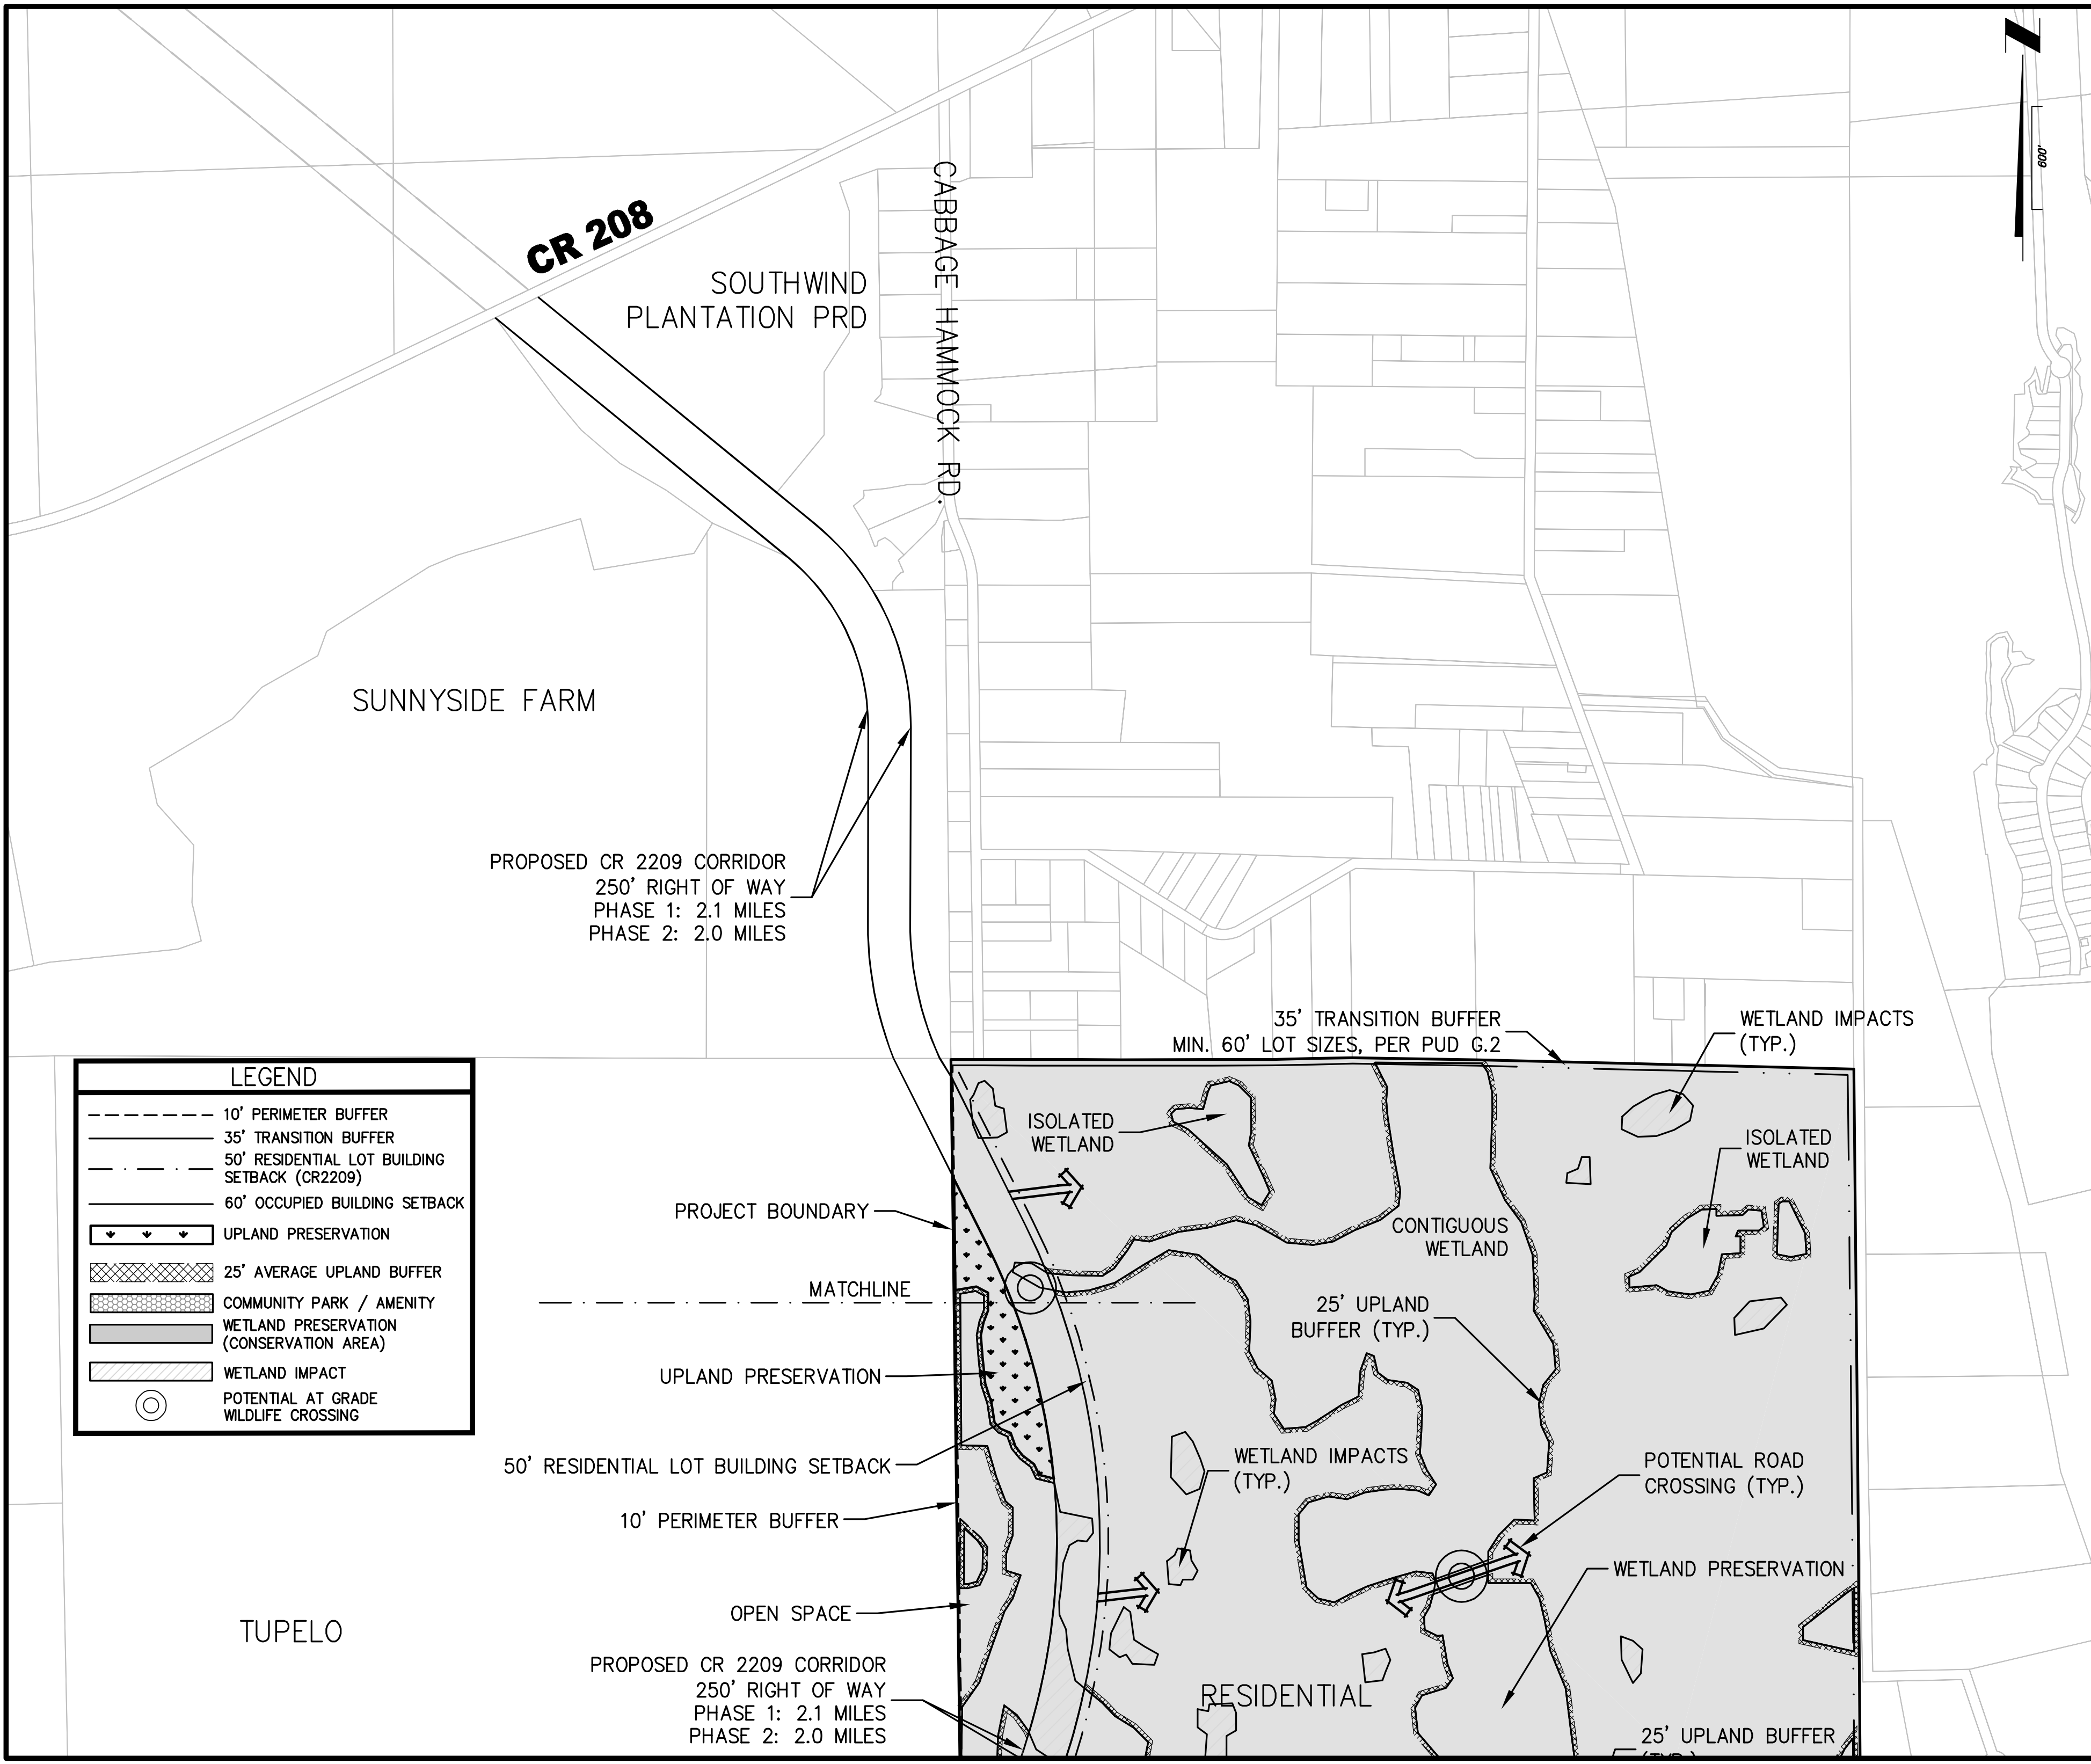 600'
CR 208
SOUTHWIND
PLANTATION PRD
CABBAGE HAMMOCK RD.
SUNNYSIDE FARM
PROPOSED CR 2209 CORRIDOR
250' RIGHT OF WAY
PHASE 1: 2.1 MILES
PHASE 2: 2.0 MILES
35' TRANSITION BUFFER
MIN. 60' LOT SIZES, PER PUD G.2
WETLAND IMPACTS
(TYP.)
LEGEND
10' PERIMETER BUFFER
35' TRANSITION BUFFER
50' RESIDENTIAL LOT BUILDING
SETBACK (CR2209)
60' OCCUPIED BUILDING SETBACK
UPLAND PRESERVATION
25' AVERAGE UPLAND BUFFER
COMMUNITY PARK / AMENITY
WETLAND PRESERVATION
(CONSERVATION AREA)
WETLAND IMPACT
POTENTIAL AT GRADE
WILDLIFE CROSSING
ISOLATED
WETLAND
ISOLATED
WETLAND
PROJECT BOUNDARY
CONTIGUOUS
WETLAND
MATCHLINE
25' UPLAND
BUFFER (TYP.)
UPLAND PRESERVATION
50' RESIDENTIAL LOT BUILDING SETBACK
WETLAND IMPACTS
(TYP.)
POTENTIAL ROAD
CROSSING (TYP.)
10' PERIMETER BUFFER
WETLAND PRESERVATION
OPEN SPACE
TUPELO
PROPOSED CR 2209 CORRIDOR
250' RIGHT OF WAY
PHASE 1: 2.1 MILES
PHASE 2: 2.0 MILES
RESIDENTIAL
25' UPLAND BUFFER
(TYP.)